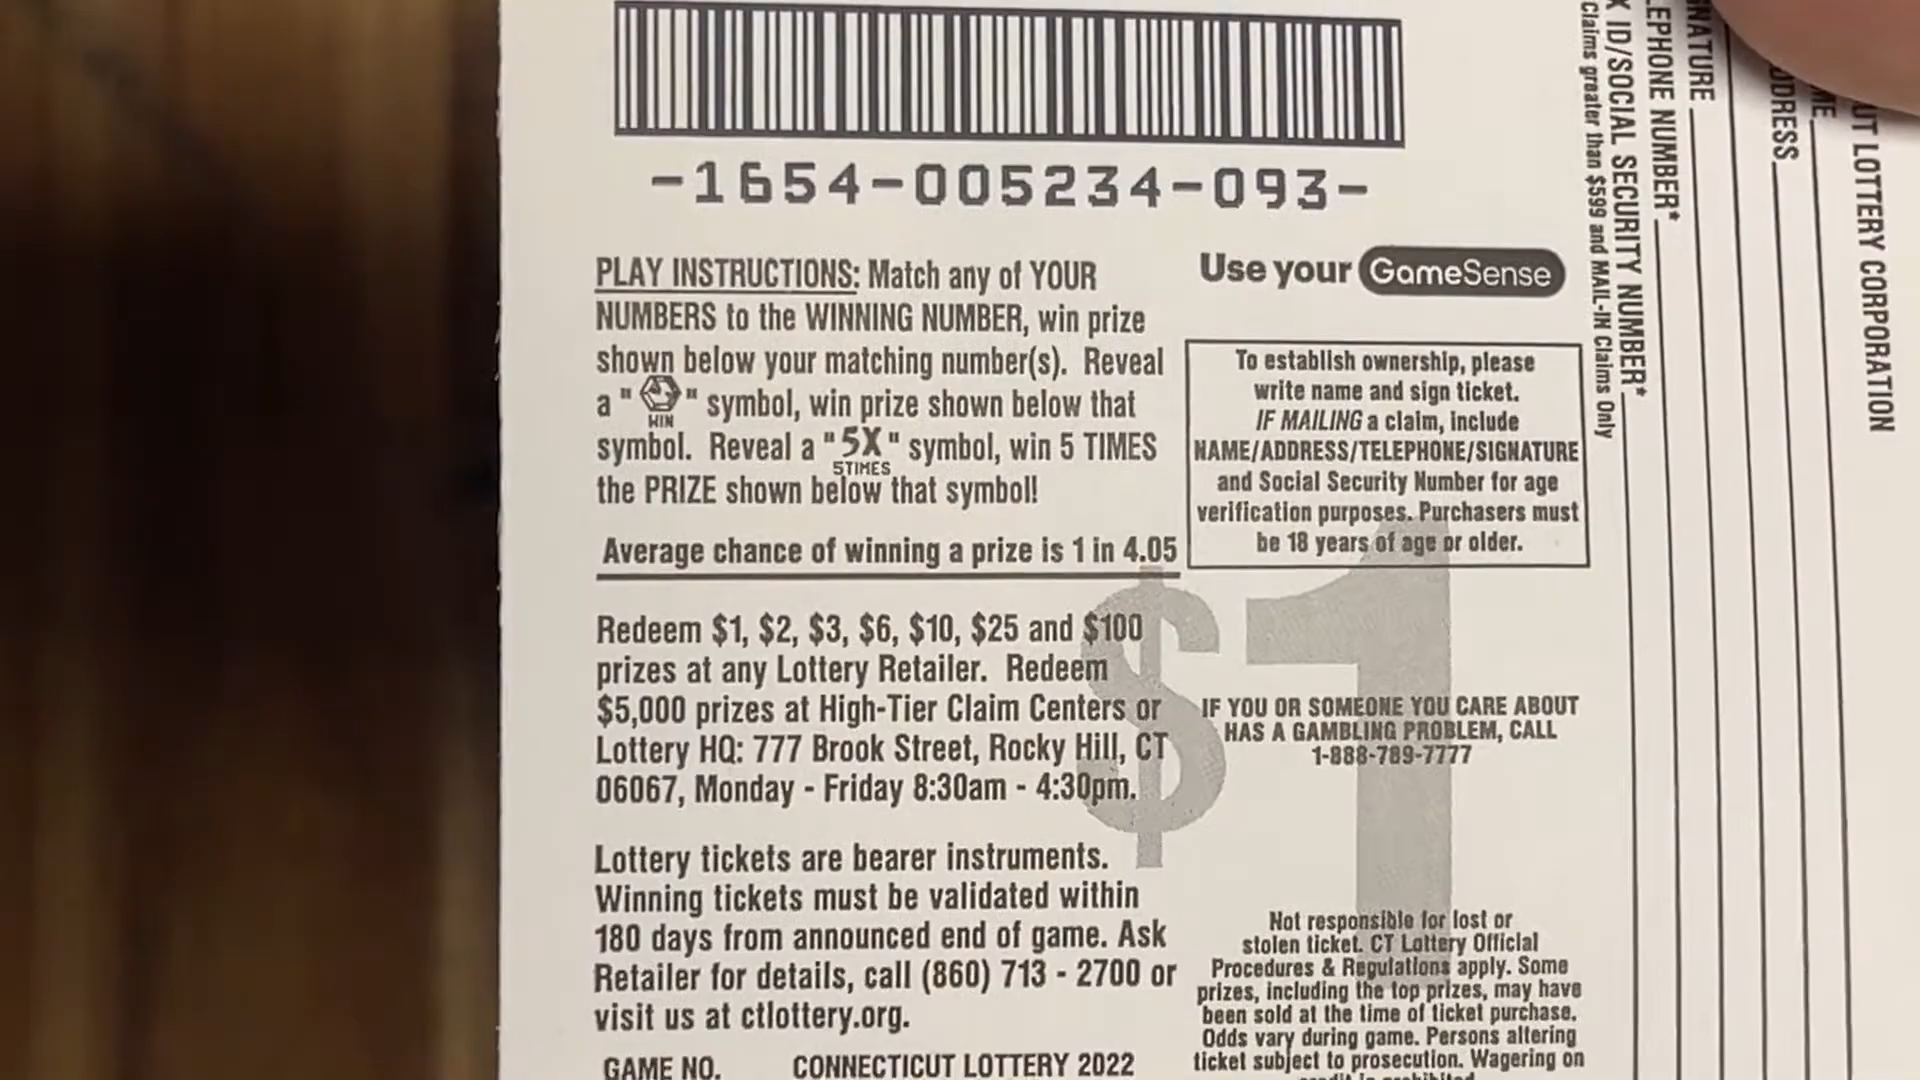 -1654-005234-093-
PLAY INSTRUCTIONS: Match any of YOUR
NUMBERS to the WINNING NUMBER, win prize
shown below your matching number(s). Reveal
a "
WIN
" symbol, win prize shown below that
symbol. Reveal a "5X" symbol, win 5 TIMES
5TIMES
the PRIZE shown below that symbol!
Average chance of winning a prize is 1 in 4.05
Redeem $1, $2, $3, $6, $10, $25 and $100
prizes at any Lottery Retailer. Redeem
$5,000 prizes at High-Tier Claim Centers or
Lottery HQ: 777 Brook Street, Rocky Hill, CT
06067, Monday - Friday 8:30am - 4:30pm.
Lottery tickets are bearer instruments.
Winning tickets must be validated within
180 days from announced end of game. Ask
Retailer for details, call (860) 713 - 2700 or
visit us at ctlottery.org.
GAME NO.
CONNECTICUT LOTTERY 2022
Use your GameSense
To establish ownership, please
write name and sign ticket.
IF MAILING a claim, include
NAME/ADDRESS/TELEPHONE/SIGNATURE
and Social Security Number for age
verification purposes. Purchasers must
be 18 years of age or older.
$1
IF YOU OR SOMEONE YOU CARE ABOUT
HAS A GAMBLING PROBLEM, CALL
1-888-789-7777
Not responsible for lost or
stolen ticket. CT Lottery Official
Procedures & Regulations apply. Some
prizes, including the top prizes, may have
been sold at the time of ticket purchase.
Odds vary during game. Persons altering
ticket subject to prosecution. Wagering on
LOTTERY CORPORATION
ID/SOCIAL SECURITY NUMBER*
Claims greater than $599 and MAIL-IN Claims Only